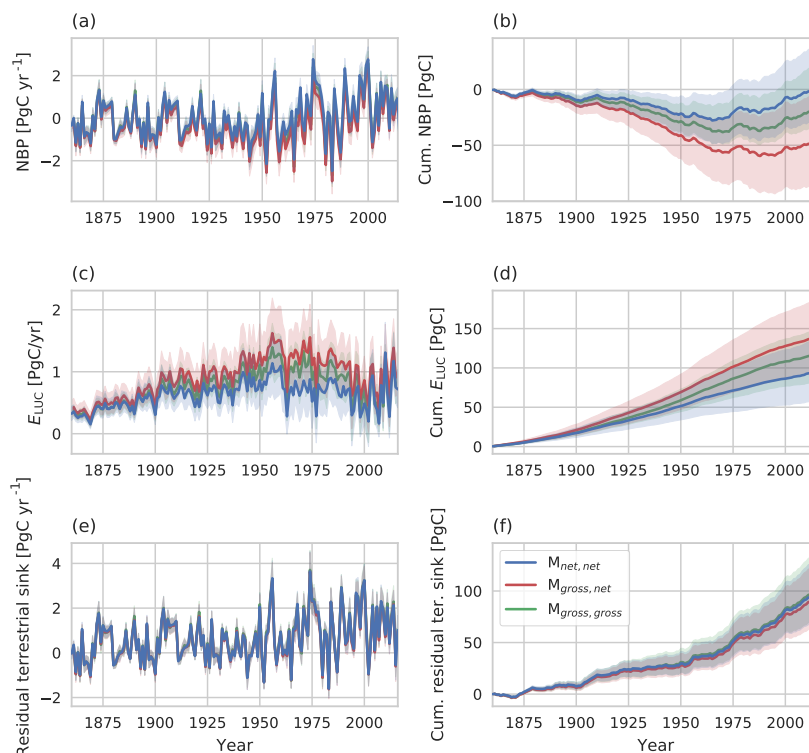 (a)
NBP [PgC yr⁻¹]
2
0
−2
1875 1900 1925 1950 1975 2000
(b)
Cum. NBP [PgC]
0
−50
−100
1875 1900 1925 1950 1975 2000
(c)
E_LUC [PgC/yr]
2
1
0
1875 1900 1925 1950 1975 2000
(d)
Cum. E_LUC [PgC]
150
100
50
0
1875 1900 1925 1950 1975 2000
(e)
Residual terrestrial sink [PgC yr⁻¹]
4
2
0
−2
1875 1900 1925 1950 1975 2000
Year
(f)
Cum. residual ter. sink [PgC]
100
50
0
M_net,net
M_gross,net
M_gross,gross
1875 1900 1925 1950 1975 2000
Year